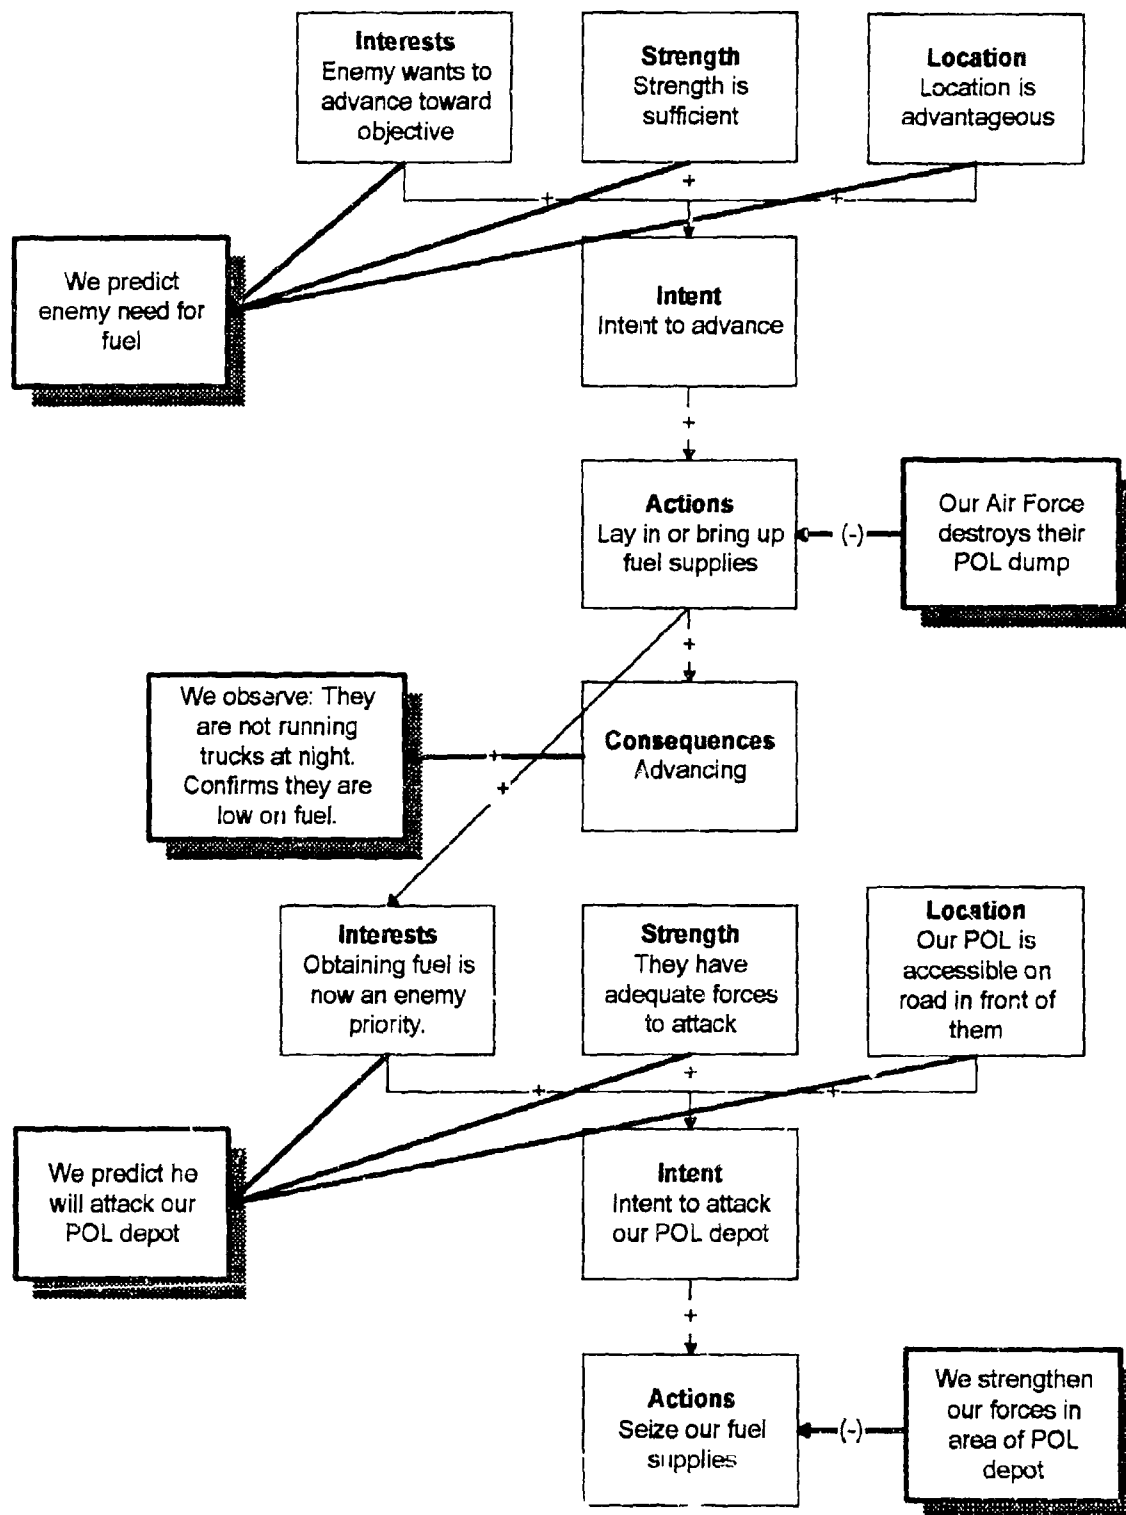 Interests
Enemy wants to
advance toward
objective
Strength
Strength is
sufficient
Location
Location is
advantageous
+
+
+
We predict
enemy need for
fuel
Intent
Intent to advance
+
Actions
Lay in or bring up
fuel supplies
(-)
Our Air Force
destroys their
POL dump
+
We observe: They
are not running
trucks at night.
Confirms they are
low on fuel.
+
Consequences
Advancing
+
Interests
Obtaining fuel is
now an enemy
priority.
Strength
They have
adequate forces
to attack
Location
Our POL is
accessible on
road in front of
them
+
+
+
We predict he
will attack our
POL depot
Intent
Intent to attack
our POL depot
+
Actions
Seize our fuel
supplies
(-)
We strengthen
our forces in
area of POL
depot